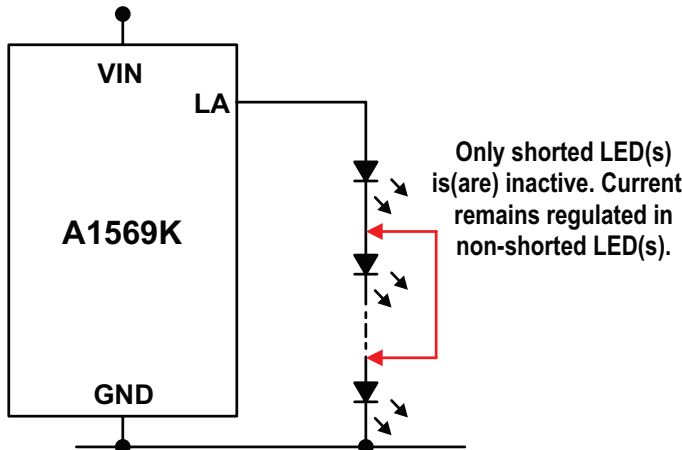 VIN
LA
Only shorted LED(s)
is(are) inactive. Current
remains regulated in
non-shorted LED(s).
A1569K
GND